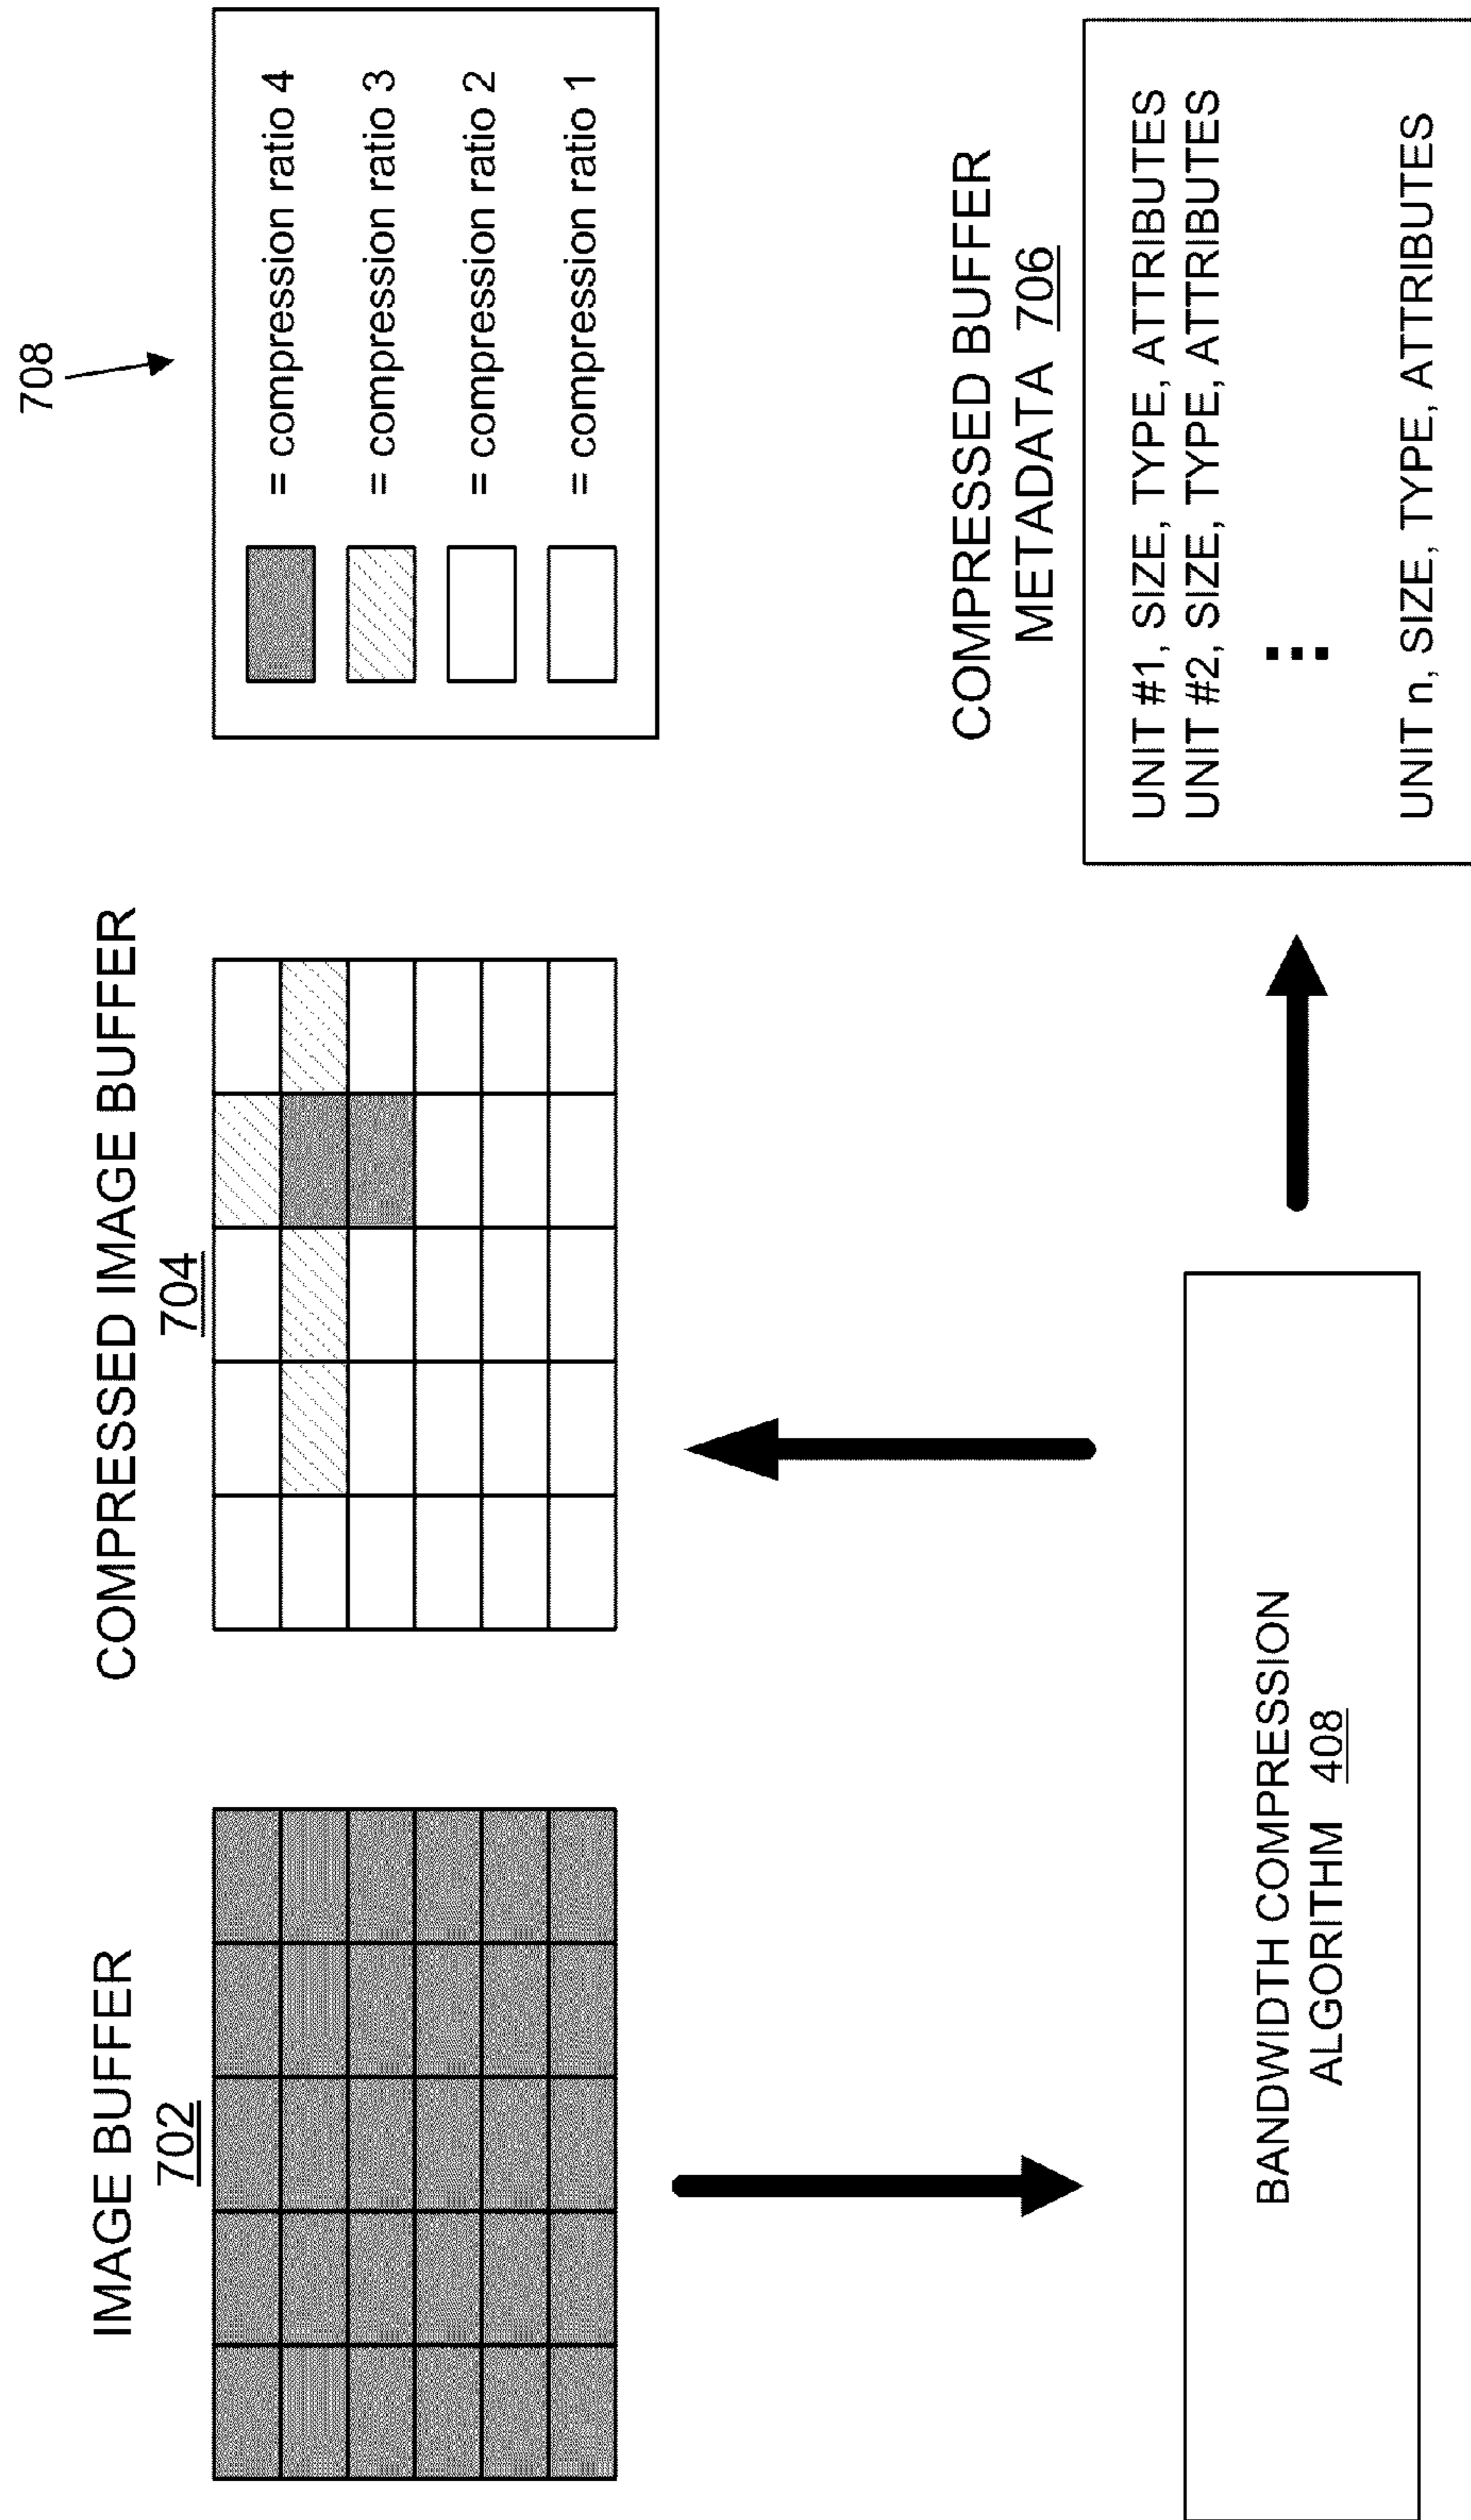 IMAGE BUFFER
702
COMPRESSED IMAGE BUFFER
704
708
= compression ratio 4
= compression ratio 3
= compression ratio 2
= compression ratio 1
BANDWIDTH COMPRESSION
ALGORITHM 408
COMPRESSED BUFFER
METADATA 706
UNIT #1, SIZE, TYPE, ATTRIBUTES
UNIT #2, SIZE, TYPE, ATTRIBUTES
UNIT n, SIZE, TYPE, ATTRIBUTES